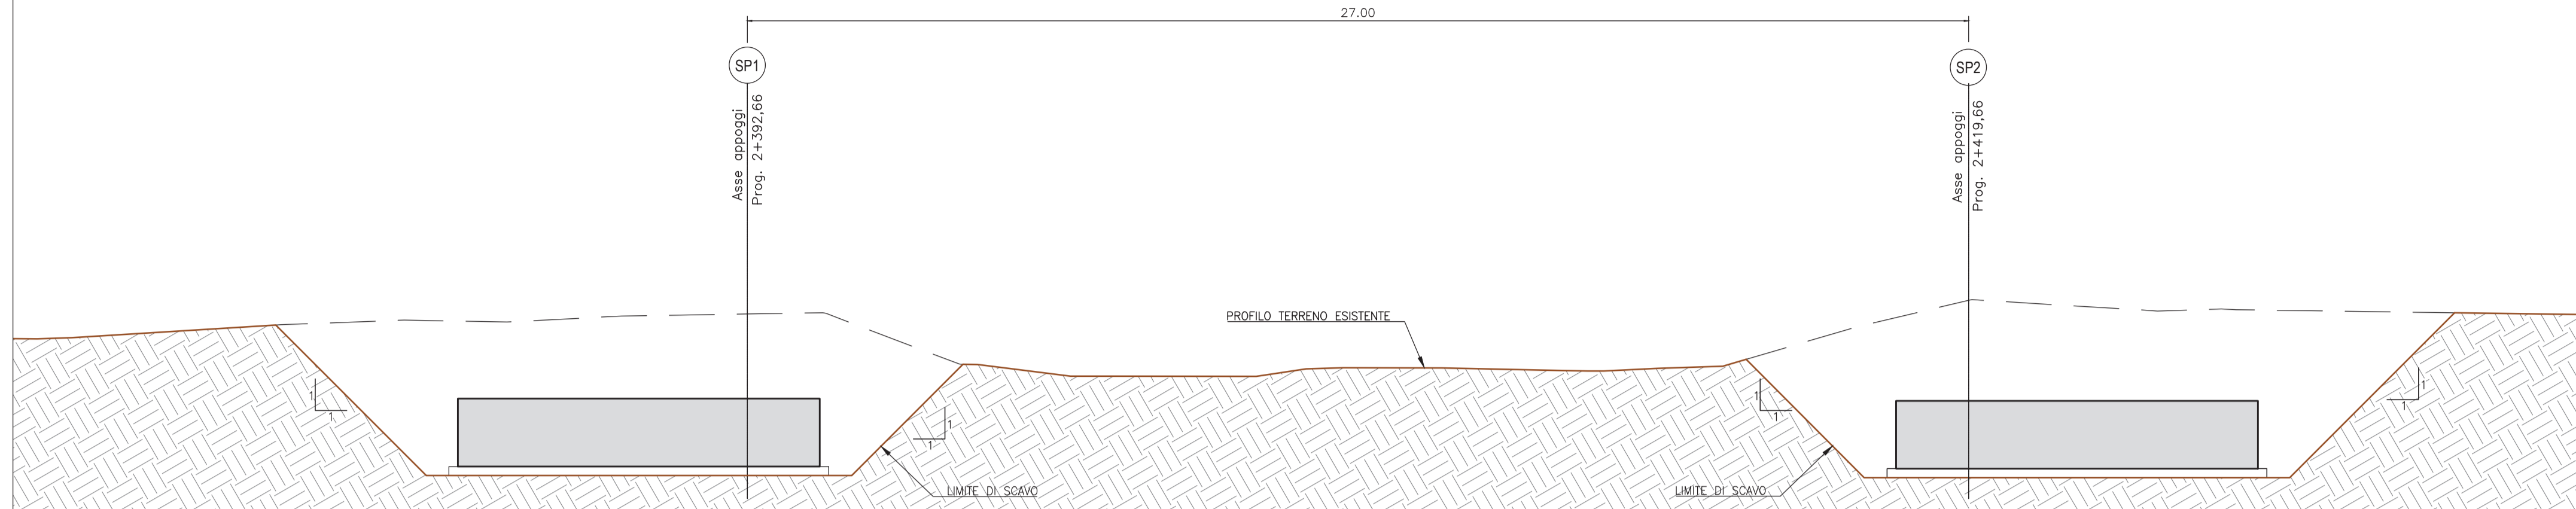 27.00
SP1
SP2
Asse appoggi
Prog. 2+392,66
Asse appoggi
Prog. 2+419,66
PROFILO TERRENO ESISTENTE
1
1
1
1
1
1
1
1
LIMITE DI SCAVO
LIMITE DI SCAVO